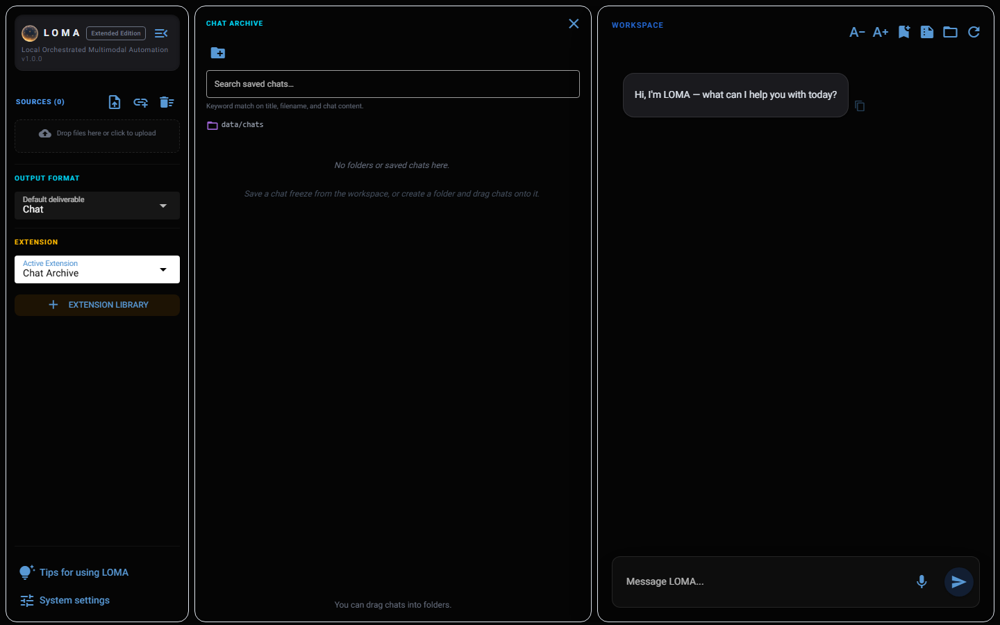 LOMA
Extended Edition
Local Orchestrated Multimodal Automation
v1.0.0
SOURCES (0)
Drop files here or click to upload
OUTPUT FORMAT
Default deliverable
Chat
EXTENSION
Active Extension
Chat Archive
EXTENSION LIBRARY
Tips for using LOMA
System settings
CHAT ARCHIVE
Search saved chats...
Keyword match on title, filename, and chat content.
data/chats
No folders or saved chats here.
Save a chat freeze from the workspace, or create a folder and drag chats onto it.
You can drag chats into folders.
WORKSPACE
A− A+
Hi, I'm LOMA — what can I help you with today?
Message LOMA...